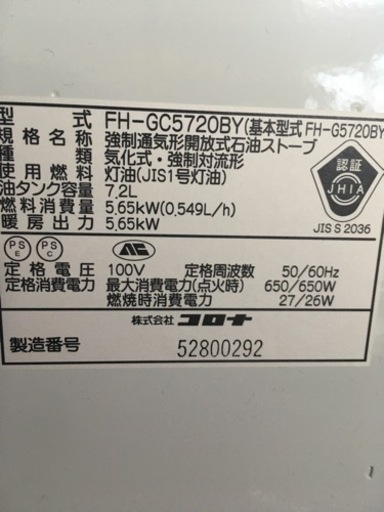 型 式 FH-GC5720BY(基本型式 FH-G5720BY
規格名称 強制通気形開放式石油ストーブ
種 類 気化式・強制対流形
使用燃料 灯油(JIS1号灯油)
油タンク容量 7.2L
燃料消費量 5.65kW(0.549L/h)
暖房出力 5.65kW
認証
JHIA
JIS S 2036
PS E PS C
定格電圧 100V 定格周波数 50/60Hz
定格消費電力 最大消費電力(点火時) 650/650W
燃焼時消費電力 27/26W
株式会社 コロナ
製造番号 52800292